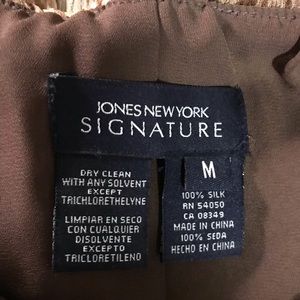 JONES NEW YORK
SIGNATURE
DRY CLEAN
WITH ANY SOLVENT
EXCEPT
TRICHLORETHELYNE
LIMPIAR EN SECO
CON CUALQUIER
DISOLVENTE
EXCEPTO
TRICLORETILENO
M
100% SILK
RN 54050
CA 08349
MADE IN CHINA
100% SEDA
HECHO EN CHINA